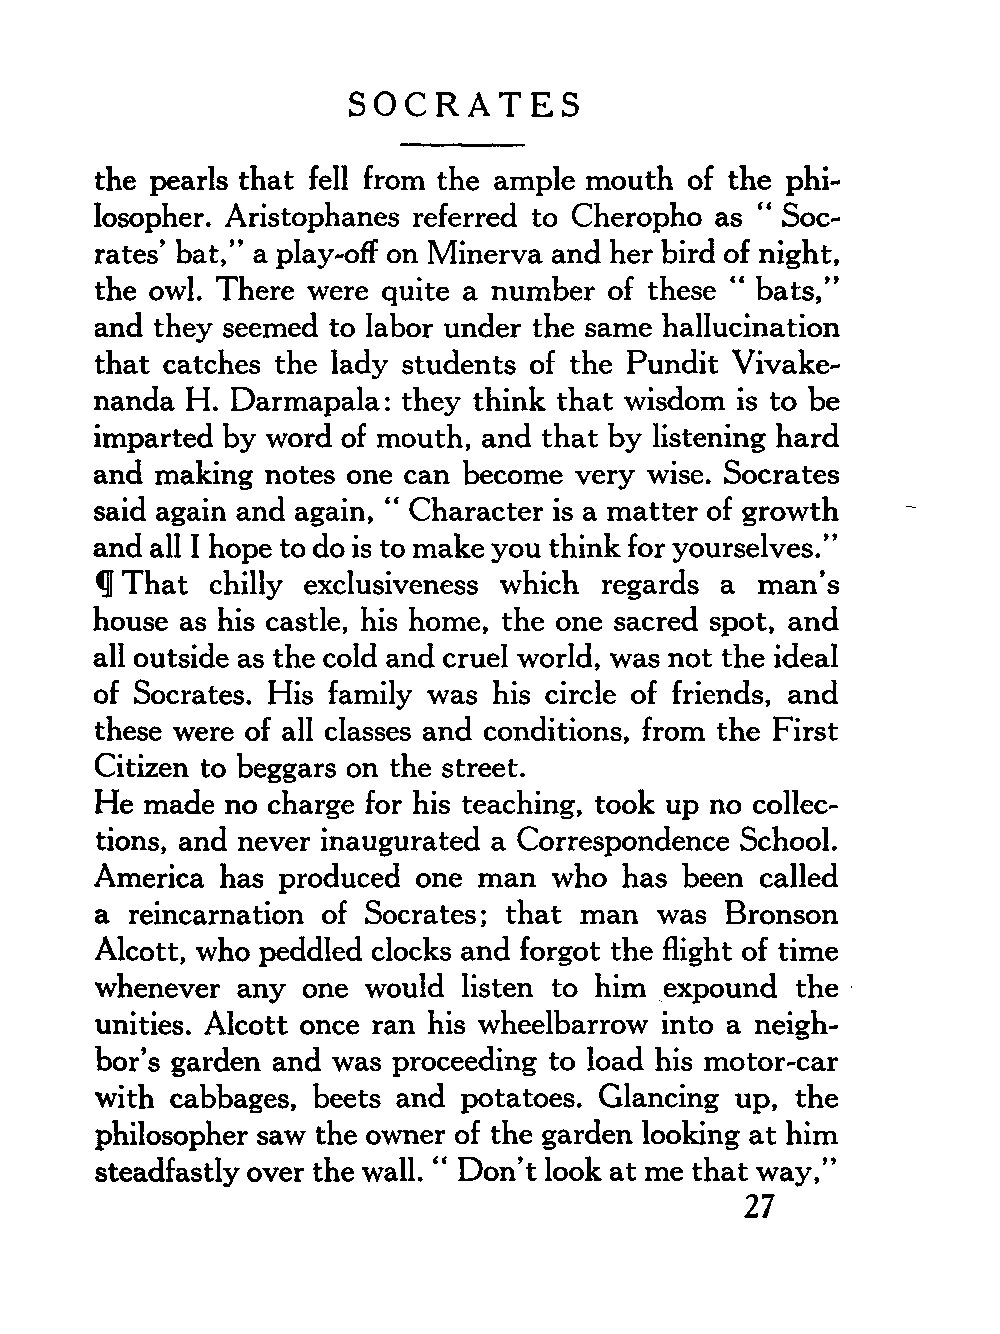 SOCRATES
the pearls that fell from the ample mouth of the phi-
losopher. Aristophanes referred to Cheropho as “ Soc-
rates’ bat,” a play-off on Minerva and her bird of night,
the owl. There were quite a number of these “ bats,”
and they seemed to labor under the same hallucination
that catches the lady students of the Pundit Vivake-
nanda H. Darmapala: they think that wisdom is to be
imparted by word of mouth, and that by listening hard
and making notes one can become very wise. Socrates
said again and again, “ Character is a matter of growth
and all I hope to do is to make you think for yourselves.”
¶ That chilly exclusiveness which regards a man’s
house as his castle, his home, the one sacred spot, and
all outside as the cold and cruel world, was not the ideal
of Socrates. His family was his circle of friends, and
these were of all classes and conditions, from the First
Citizen to beggars on the street.
He made no charge for his teaching, took up no collec-
tions, and never inaugurated a Correspondence School.
America has produced one man who has been called
a reincarnation of Socrates; that man was Bronson
Alcott, who peddled clocks and forgot the flight of time
whenever any one would listen to him expound the
unities. Alcott once ran his wheelbarrow into a neigh-
bor’s garden and was proceeding to load his motor-car
with cabbages, beets and potatoes. Glancing up, the
philosopher saw the owner of the garden looking at him
steadfastly over the wall. “ Don’t look at me that way,”
27